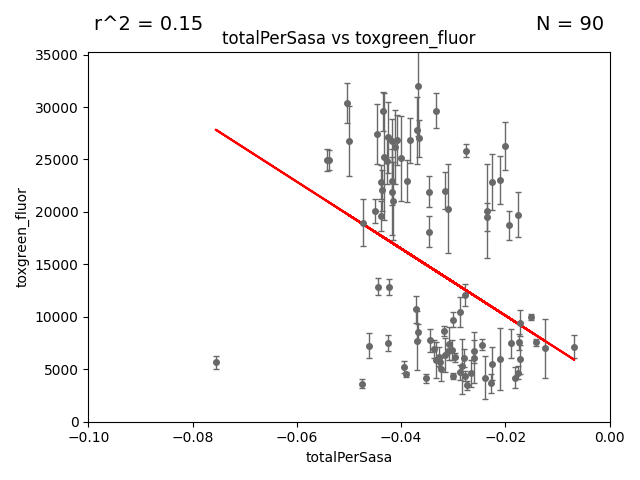 r^2 = 0.15
N = 90
totalPerSasa vs toxgreen_fluor
35000
30000
25000
20000
15000
10000
5000
0
toxgreen_fluor
−0.10
−0.08
−0.06
−0.04
−0.02
0.00
totalPerSasa